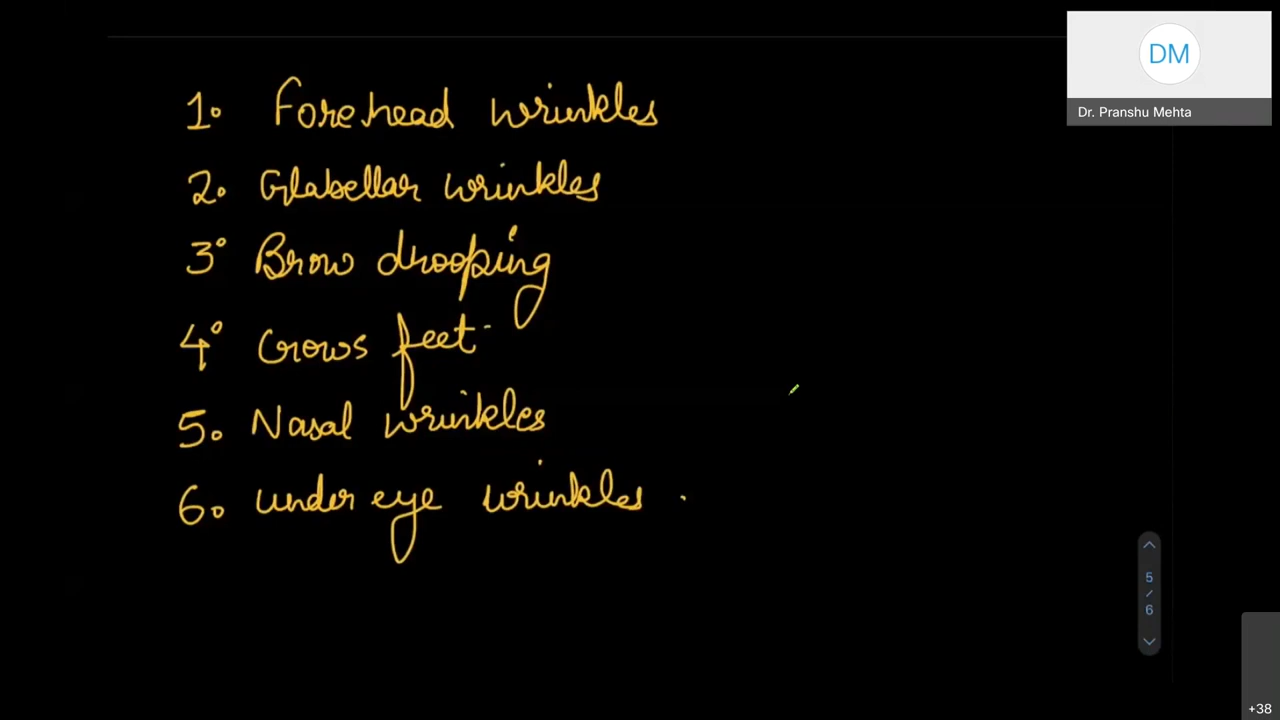 DM
Dr. Pranshu Mehta
1. Forehead wrinkles
2. Glabellar wrinkles
3. Brow drooping
4. Crows feet
5. Nasal wrinkles
6. under eye wrinkles .
5
/
6
+38